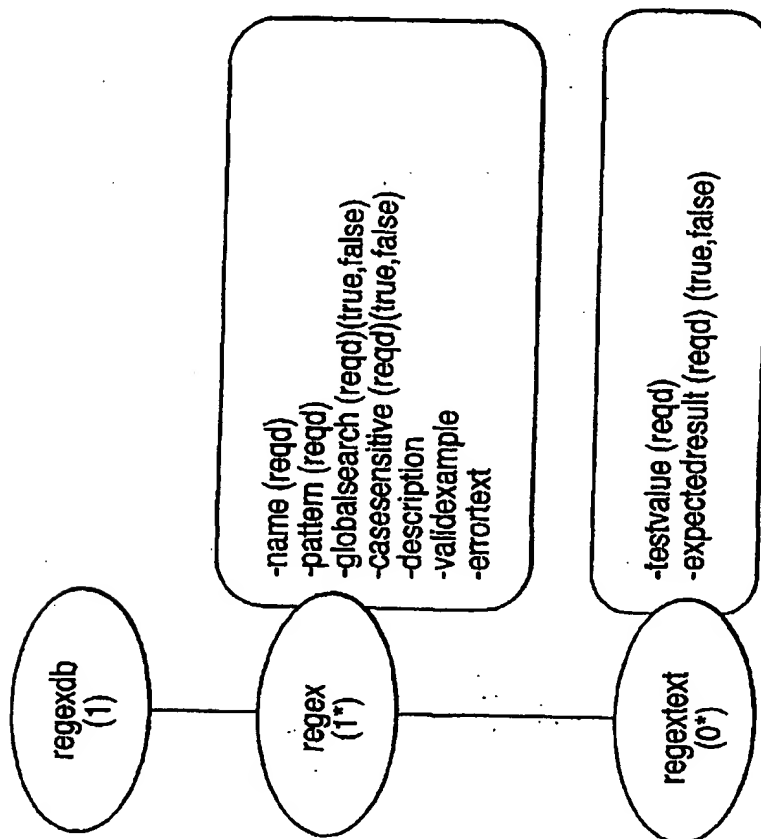 regexdb
(1)
regex
(1*)
-name (reqd)
-pattern (reqd)
-globalsearch (reqd)(true,false)
-casesensitive (reqd)(true,false)
-description
-validexample
-errortext
regextext
(0*)
-testvalue (reqd)
-expectedresult (reqd) (true,false)